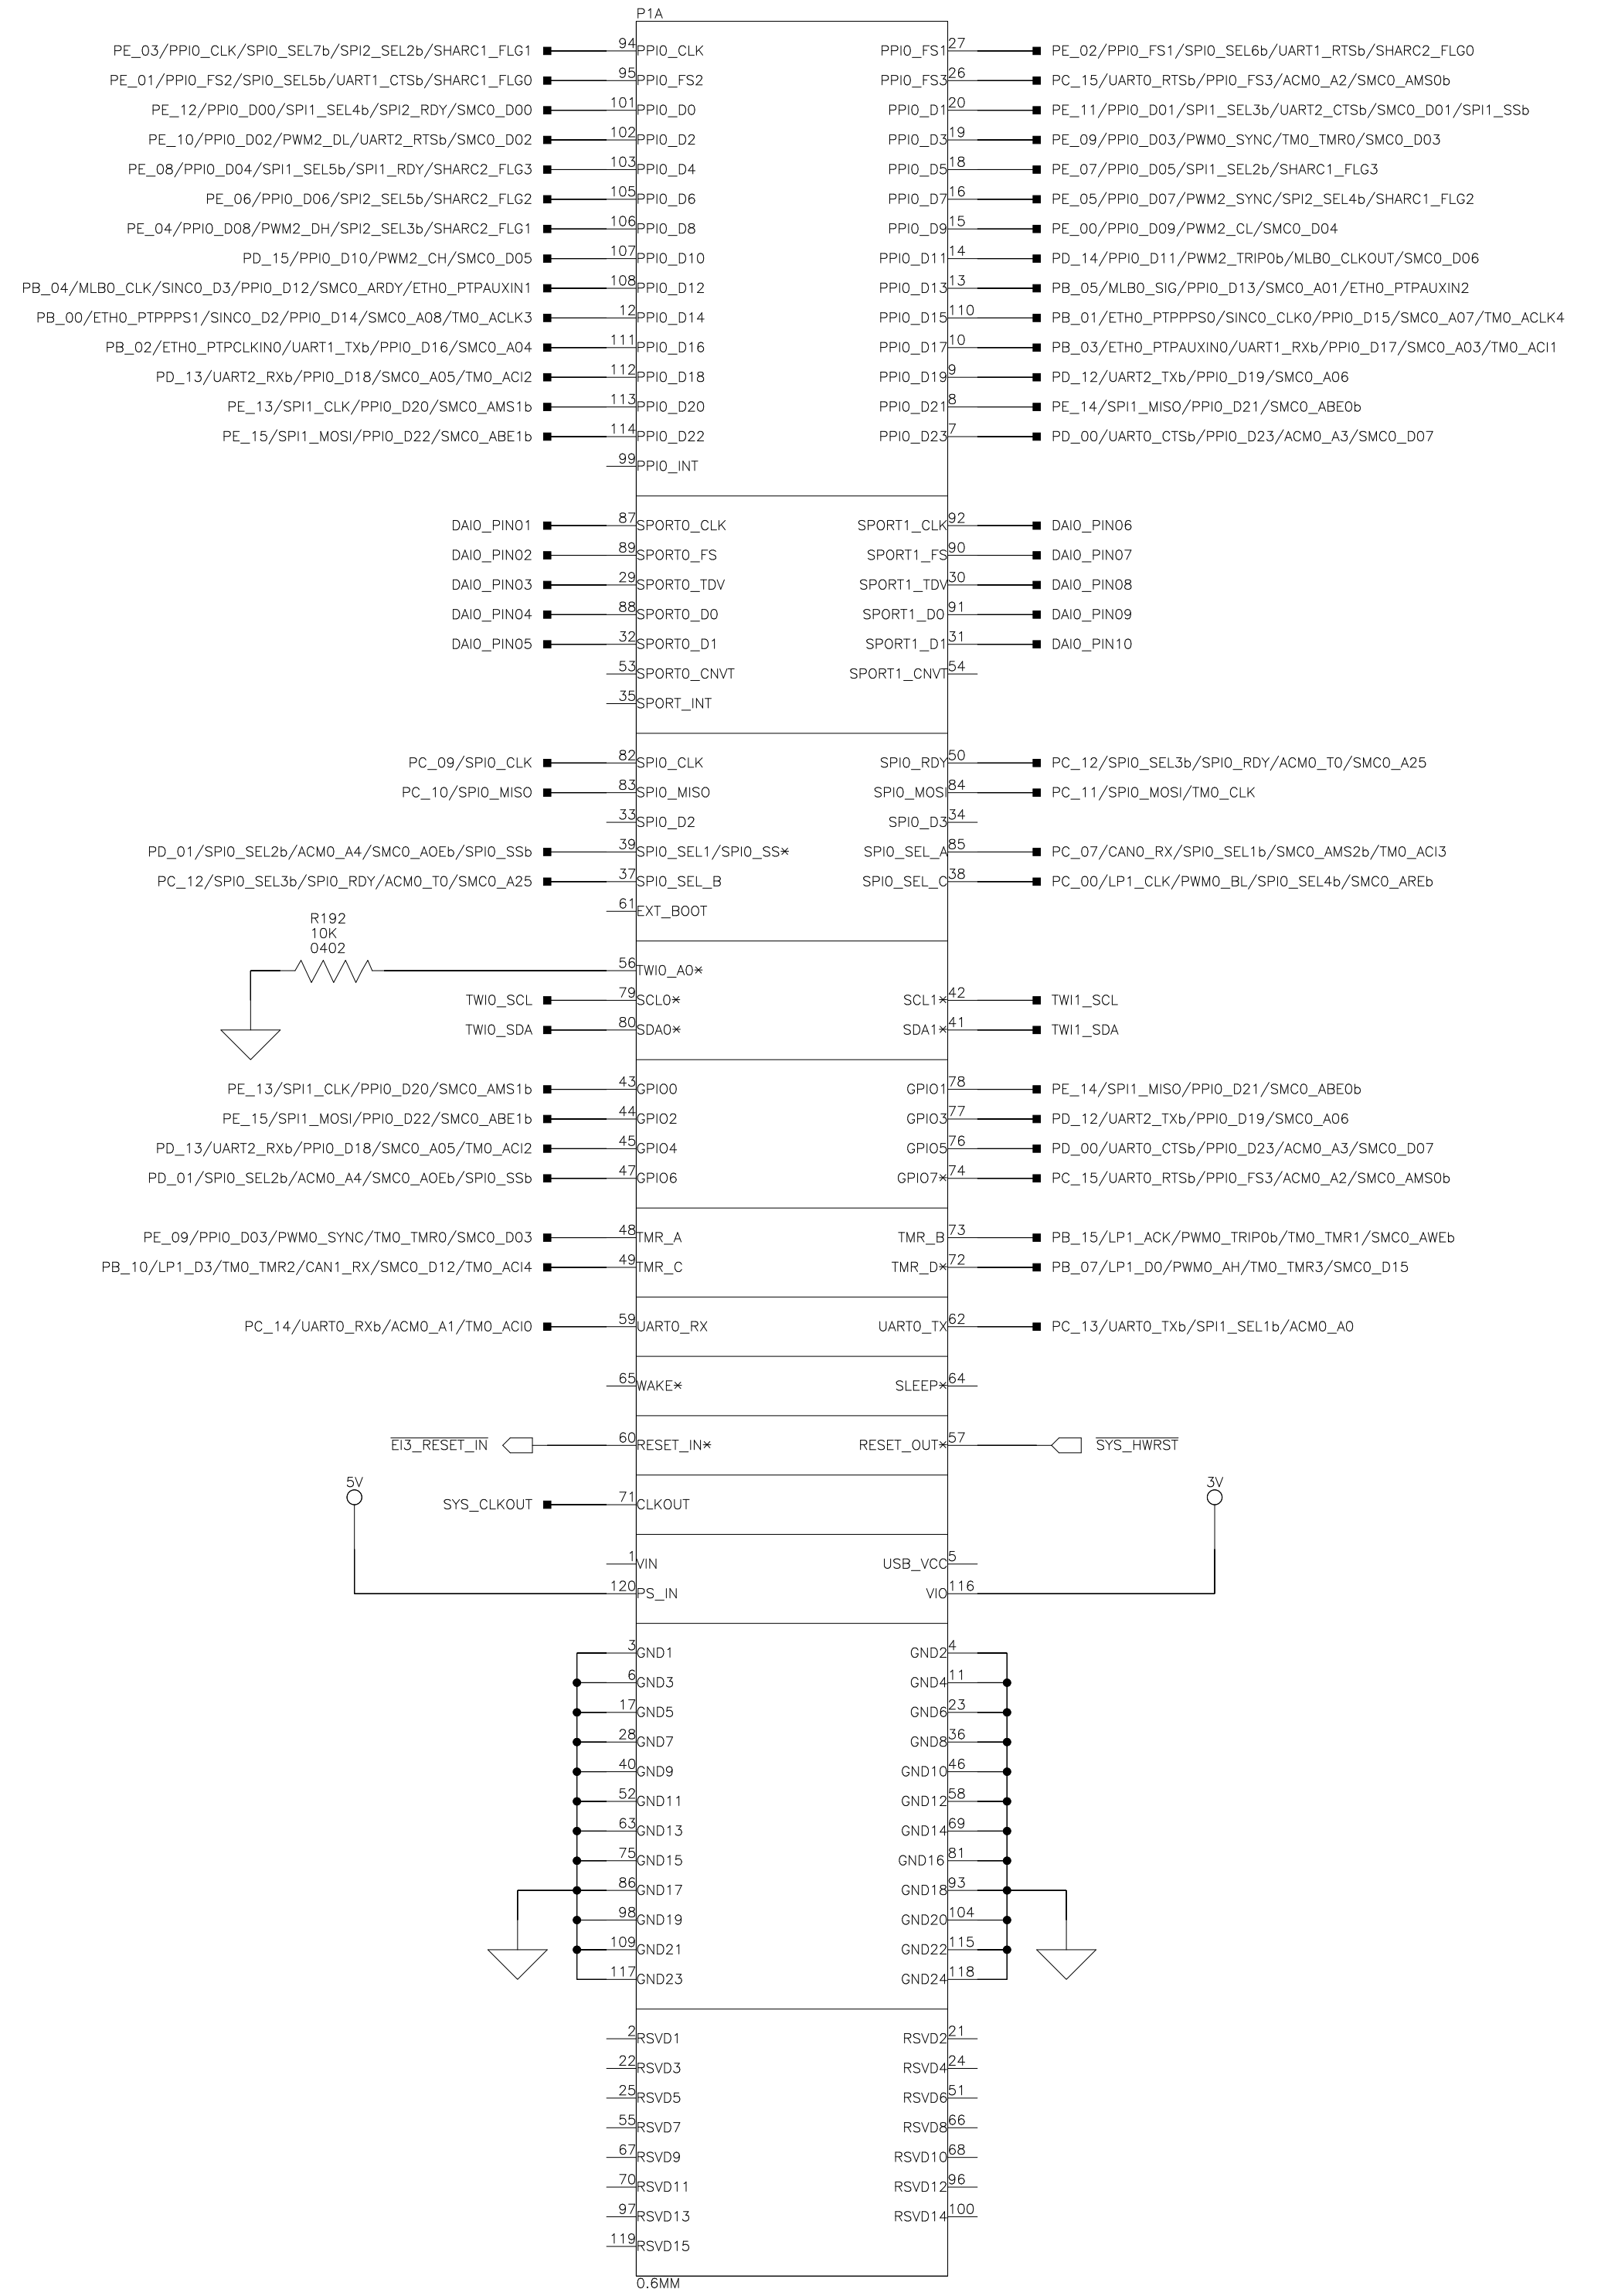 P1A
PE_03/PPI0_CLK/SPI0_SEL7b/SPI2_SEL2b/SHARC1_FLG1 94 PPI0_CLK PPI0_FS1 27 PE_02/PPI0_FS1/SPI0_SEL6b/UART1_RTSb/SHARC2_FLG0
PE_01/PPI0_FS2/SPI0_SEL5b/UART1_CTSb/SHARC1_FLG0 95 PPI0_FS2 PPI0_FS3 26 PC_15/UART0_RTSb/PPI0_FS3/ACM0_A2/SMC0_AMS0b
PE_12/PPI0_D00/SPI1_SEL4b/SPI2_RDY/SMC0_D00 101 PPI0_D0 PPI0_D1 20 PE_11/PPI0_D01/SPI1_SEL3b/UART2_CTSb/SMC0_D01/SPI1_SSb
PE_10/PPI0_D02/PWM2_DL/UART2_RTSb/SMC0_D02 102 PPI0_D2 PPI0_D3 19 PE_09/PPI0_D03/PWM0_SYNC/TM0_TMR0/SMC0_D03
PE_08/PPI0_D04/SPI1_SEL5b/SPI1_RDY/SHARC2_FLG3 103 PPI0_D4 PPI0_D5 18 PE_07/PPI0_D05/SPI1_SEL2b/SHARC1_FLG3
PE_06/PPI0_D06/SPI2_SEL5b/SHARC2_FLG2 105 PPI0_D6 PPI0_D7 16 PE_05/PPI0_D07/PWM2_SYNC/SPI2_SEL4b/SHARC1_FLG2
PE_04/PPI0_D08/PWM2_DH/SPI2_SEL3b/SHARC2_FLG1 106 PPI0_D8 PPI0_D9 15 PE_00/PPI0_D09/PWM2_CL/SMC0_D04
PD_15/PPI0_D10/PWM2_CH/SMC0_D05 107 PPI0_D10 PPI0_D11 14 PD_14/PPI0_D11/PWM2_TRIP0b/MLB0_CLKOUT/SMC0_D06
PB_04/MLB0_CLK/SINC0_D3/PPI0_D12/SMC0_ARDY/ETH0_PTPAUXIN1 108 PPI0_D12 PPI0_D13 13 PB_05/MLB0_SIG/PPI0_D13/SMC0_A01/ETH0_PTPAUXIN2
PB_00/ETH0_PTPPPS1/SINC0_D2/PPI0_D14/SMC0_A08/TM0_ACLK3 12 PPI0_D14 PPI0_D15 110 PB_01/ETH0_PTPPPS0/SINC0_CLK0/PPI0_D15/SMC0_A07/TM0_ACLK4
PB_02/ETH0_PTPCLKIN0/UART1_TXb/PPI0_D16/SMC0_A04 111 PPI0_D16 PPI0_D17 10 PB_03/ETH0_PTPAUXIN0/UART1_RXb/PPI0_D17/SMC0_A03/TM0_ACI1
PD_13/UART2_RXb/PPI0_D18/SMC0_A05/TM0_ACI2 112 PPI0_D18 PPI0_D19 9 PD_12/UART2_TXb/PPI0_D19/SMC0_A06
PE_13/SPI1_CLK/PPI0_D20/SMC0_AMS1b 113 PPI0_D20 PPI0_D21 8 PE_14/SPI1_MISO/PPI0_D21/SMC0_ABE0b
PE_15/SPI1_MOSI/PPI0_D22/SMC0_ABE1b 114 PPI0_D22 PPI0_D23 7 PD_00/UART0_CTSb/PPI0_D23/ACM0_A3/SMC0_D07
99 PPI0_INT
DAI0_PIN01 87 SPORT0_CLK SPORT1_CLK 92 DAI0_PIN06
DAI0_PIN02 89 SPORT0_FS SPORT1_FS 90 DAI0_PIN07
DAI0_PIN03 29 SPORT0_TDV SPORT1_TDV 30 DAI0_PIN08
DAI0_PIN04 88 SPORT0_D0 SPORT1_D0 91 DAI0_PIN09
DAI0_PIN05 32 SPORT0_D1 SPORT1_D1 31 DAI0_PIN10
53 SPORT0_CNVT SPORT1_CNVT 54
35 SPORT_INT
PC_09/SPI0_CLK 82 SPI0_CLK SPI0_RDY 50 PC_12/SPI0_SEL3b/SPI0_RDY/ACM0_T0/SMC0_A25
PC_10/SPI0_MISO 83 SPI0_MISO SPI0_MOSI 84 PC_11/SPI0_MOSI/TM0_CLK
33 SPI0_D2 SPI0_D3 34
PD_01/SPI0_SEL2b/ACM0_A4/SMC0_AOEb/SPI0_SSb 39 SPI0_SEL1/SPI0_SS* SPI0_SEL_A 85 PC_07/CAN0_RX/SPI0_SEL1b/SMC0_AMS2b/TM0_ACI3
PC_12/SPI0_SEL3b/SPI0_RDY/ACM0_T0/SMC0_A25 37 SPI0_SEL_B SPI0_SEL_C 38 PC_00/LP1_CLK/PWM0_BL/SPI0_SEL4b/SMC0_AREb
61 EXT_BOOT
R192
10K
0402
56 TWI0_A0*
TWI0_SCL 79 SCL0* SCL1* 42 TWI1_SCL
TWI0_SDA 80 SDA0* SDA1* 41 TWI1_SDA
PE_13/SPI1_CLK/PPI0_D20/SMC0_AMS1b 43 GPIO0 GPIO1 78 PE_14/SPI1_MISO/PPI0_D21/SMC0_ABE0b
PE_15/SPI1_MOSI/PPI0_D22/SMC0_ABE1b 44 GPIO2 GPIO3 77 PD_12/UART2_TXb/PPI0_D19/SMC0_A06
PD_13/UART2_RXb/PPI0_D18/SMC0_A05/TM0_ACI2 45 GPIO4 GPIO5 76 PD_00/UART0_CTSb/PPI0_D23/ACM0_A3/SMC0_D07
PD_01/SPI0_SEL2b/ACM0_A4/SMC0_AOEb/SPI0_SSb 47 GPIO6 GPIO7* 74 PC_15/UART0_RTSb/PPI0_FS3/ACM0_A2/SMC0_AMS0b
PE_09/PPI0_D03/PWM0_SYNC/TM0_TMR0/SMC0_D03 48 TMR_A TMR_B 73 PB_15/LP1_ACK/PWM0_TRIP0b/TM0_TMR1/SMC0_AWEb
PB_10/LP1_D3/TM0_TMR2/CAN1_RX/SMC0_D12/TM0_ACI4 49 TMR_C TMR_D* 72 PB_07/LP1_D0/PWM0_AH/TM0_TMR3/SMC0_D15
PC_14/UART0_RXb/ACM0_A1/TM0_ACI0 59 UART0_RX UART0_TX 62 PC_13/UART0_TXb/SPI1_SEL1b/ACM0_A0
65 WAKE* SLEEP* 64
EI3_RESET_IN 60 RESET_IN* RESET_OUT* 57 SYS_HWRST
5V 3V
SYS_CLKOUT 71 CLKOUT
1 VIN USB_VCC 5
120 PS_IN VIO 116
3 GND1 GND2 4
6 GND3 GND4 11
17 GND5 GND6 23
28 GND7 GND8 36
40 GND9 GND10 46
52 GND11 GND12 58
63 GND13 GND14 69
75 GND15 GND16 81
86 GND17 GND18 93
98 GND19 GND20 104
109 GND21 GND22 115
117 GND23 GND24 118
2 RSVD1 RSVD2 21
22 RSVD3 RSVD4 24
25 RSVD5 RSVD6 51
55 RSVD7 RSVD8 66
67 RSVD9 RSVD10 68
70 RSVD11 RSVD12 96
97 RSVD13 RSVD14 100
119 RSVD15
0.6MM